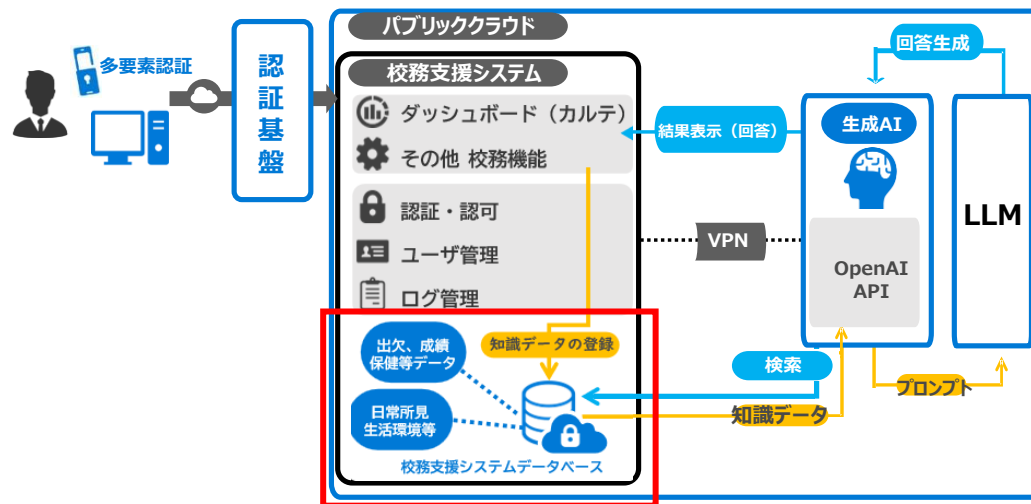 パブリッククラウド
多要素認証
認証基盤
校務支援システム
ダッシュボード（カルテ）
その他 校務機能
認証・認可
ユーザ管理
ログ管理
出欠、成績
保健等データ
日常所見
生活環境等
知識データの登録
校務支援システムデータベース
結果表示（回答）
VPN
検索
知識データ
回答生成
生成AI
OpenAI
API
プロンプト
LLM